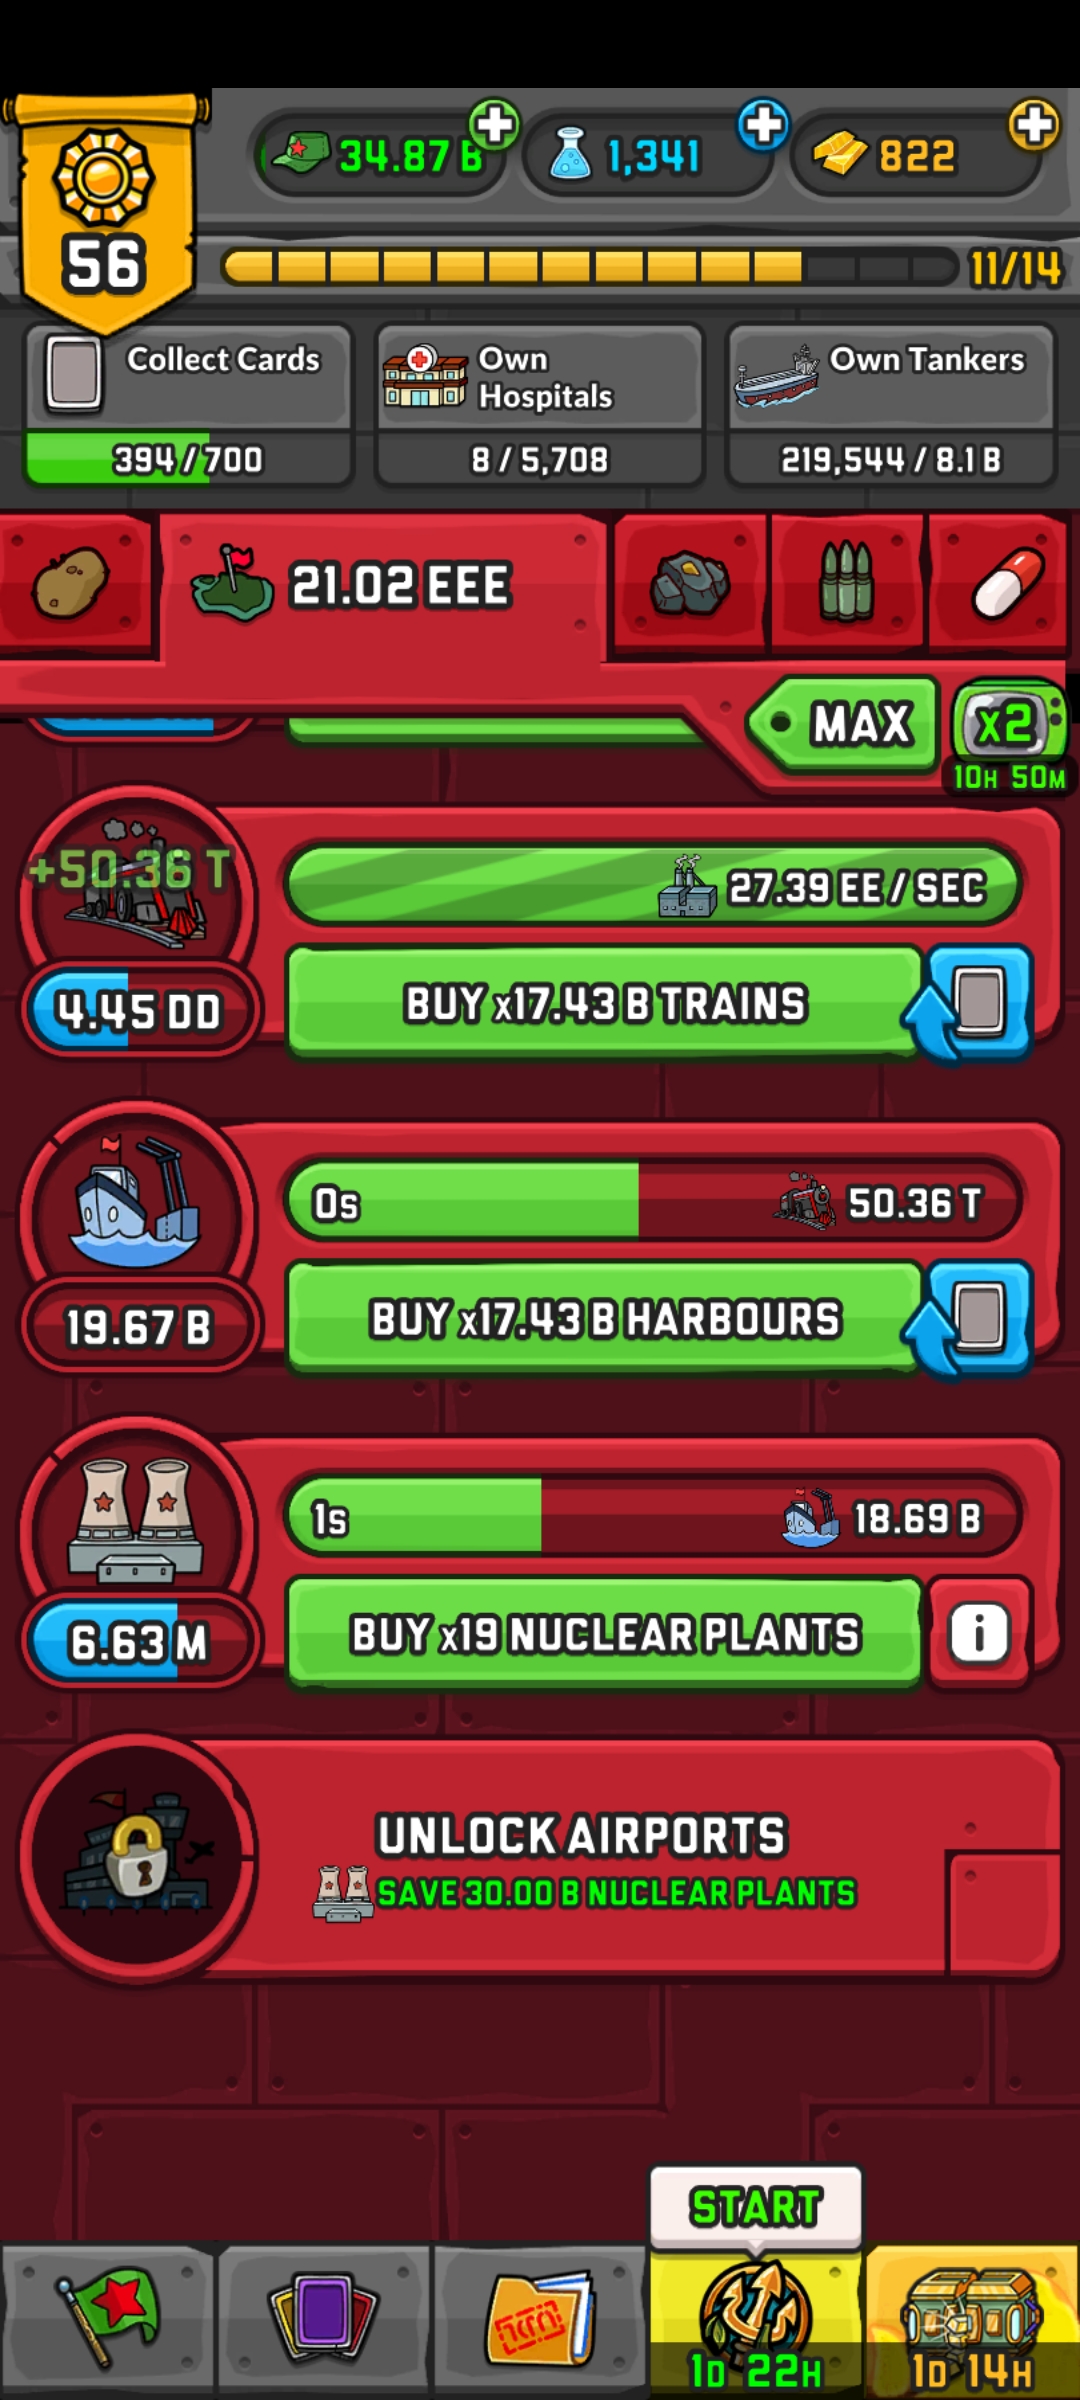 56
34.87 B
1,341
822
11/14
Collect Cards
394/700
Own
Hospitals
8/5,708
Own Tankers
219,544/8.1 B
21.02 EEE
MAX
x2
10H 50M
+50.36 T
27.39 EE/SEC
4.45 DD
BUY x17.43 B TRAINS
0s
50.36 T
19.67 B
BUY x17.43 B HARBOURS
1s
18.69 B
6.63 M
BUY x19 NUCLEAR PLANTS
i
UNLOCK AIRPORTS
SAVE 30.00 B NUCLEAR PLANTS
START
1D 22H
1D 14H